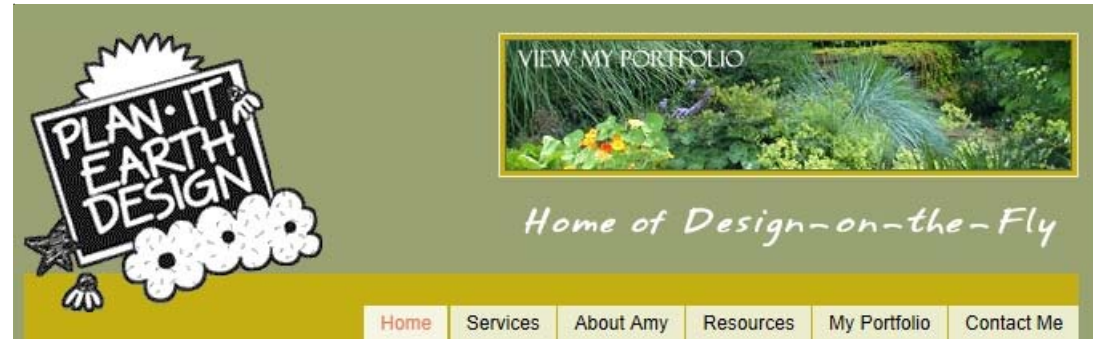 PLAN·IT
EARTH
DESIGN
VIEW MY PORTFOLIO
Home of Design-on-the-Fly
Home Services About Amy Resources My Portfolio Contact Me